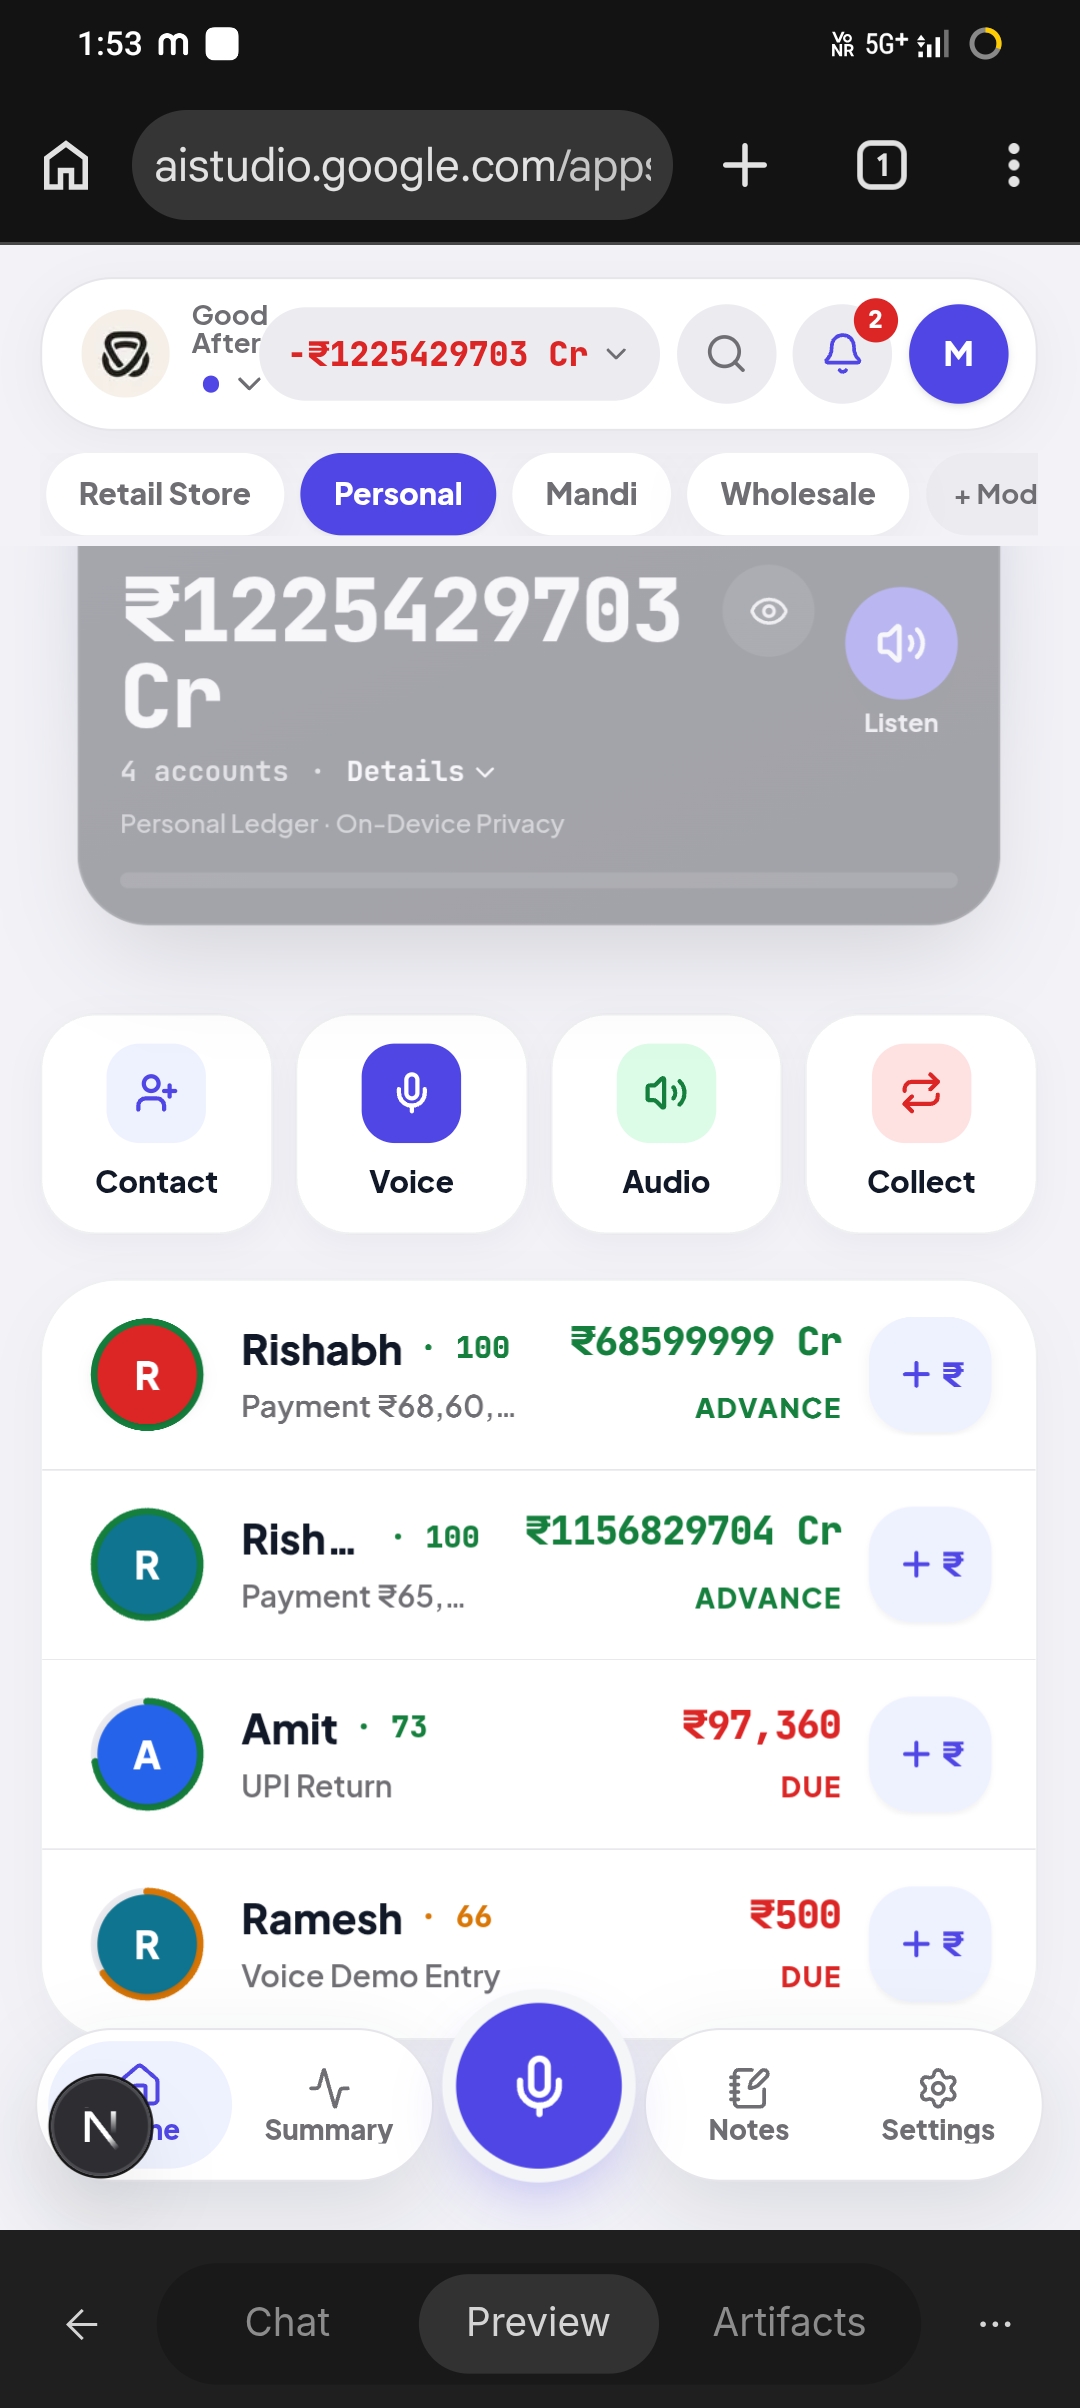 1:53
Vo NR 5G+
aistudio.google.com/apps
1
Good
After
-₹1225429703 Cr
2
M
Retail Store
Personal
Mandi
Wholesale
+ Mod
₹1225429703
Cr
Listen
4 accounts · Details
Personal Ledger · On-Device Privacy
Contact
Voice
Audio
Collect
R
Rishabh · 100
₹68599999 Cr
Payment ₹68,60,...
ADVANCE
+ ₹
R
Rish... · 100
₹1156829704 Cr
Payment ₹65,...
ADVANCE
+ ₹
A
Amit · 73
₹97,360
UPI Return
DUE
+ ₹
R
Ramesh · 66
₹500
Voice Demo Entry
DUE
+ ₹
N
me
Summary
Notes
Settings
Chat
Preview
Artifacts